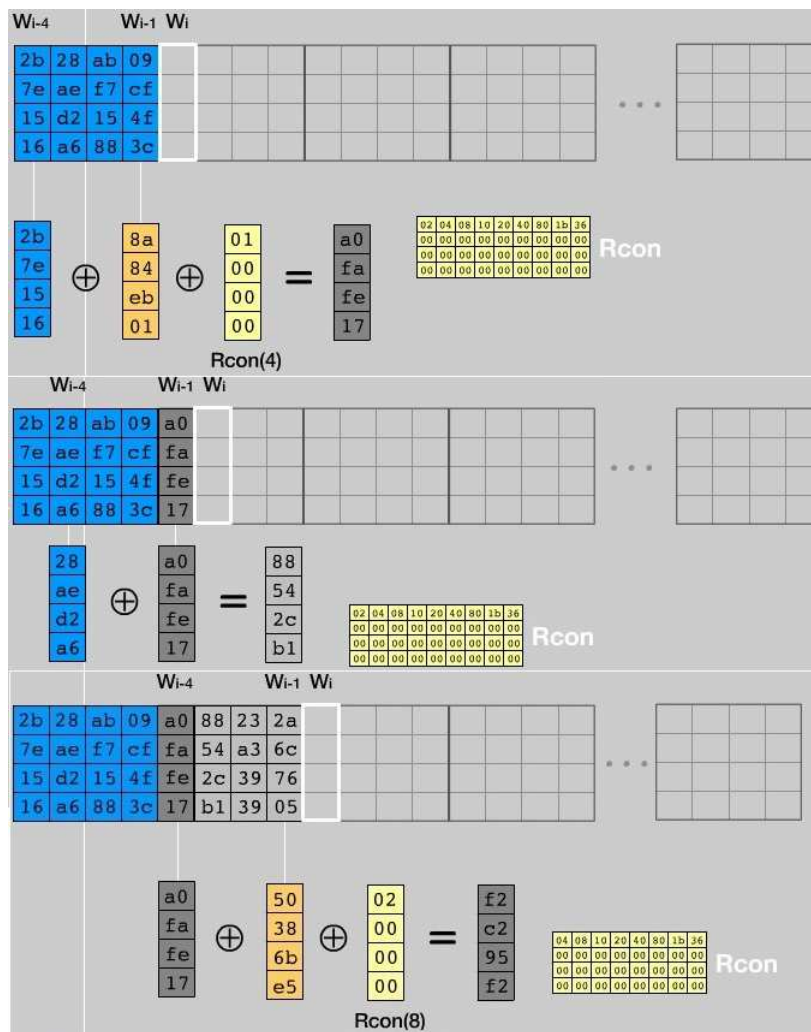 Wi-4 Wi-1 Wi
2b 28 ab 09
7e ae f7 cf
15 d2 15 4f
16 a6 88 3c
...
2b 8a 01 a0
7e ⊕ 84 ⊕ 00 = fa
15 eb 00 fe
16 01 00 17
Rcon(4)
02 04 08 10 20 40 80 1b 36
00 00 00 00 00 00 00 00 00
00 00 00 00 00 00 00 00 00
00 00 00 00 00 00 00 00 00
Rcon
Wi-4 Wi-1 Wi
2b 28 ab 09 a0
7e ae f7 cf fa
15 d2 15 4f fe
16 a6 88 3c 17
...
28 a0 88
ae ⊕ fa = 54
d2 fe 2c
a6 17 b1
02 04 08 10 20 40 80 1b 36
00 00 00 00 00 00 00 00 00
00 00 00 00 00 00 00 00 00
00 00 00 00 00 00 00 00 00
Rcon
Wi-4 Wi-1 Wi
2b 28 ab 09 a0 88 23 2a
7e ae f7 cf fa 54 a3 6c
15 d2 15 4f fe 2c 39 76
16 a6 88 3c 17 b1 39 05
...
a0 50 02 f2
fa ⊕ 38 ⊕ 00 = c2
fe 6b 00 95
17 e5 00 f2
Rcon(8)
04 08 10 20 40 80 1b 36
00 00 00 00 00 00 00 00
00 00 00 00 00 00 00 00
00 00 00 00 00 00 00 00
Rcon